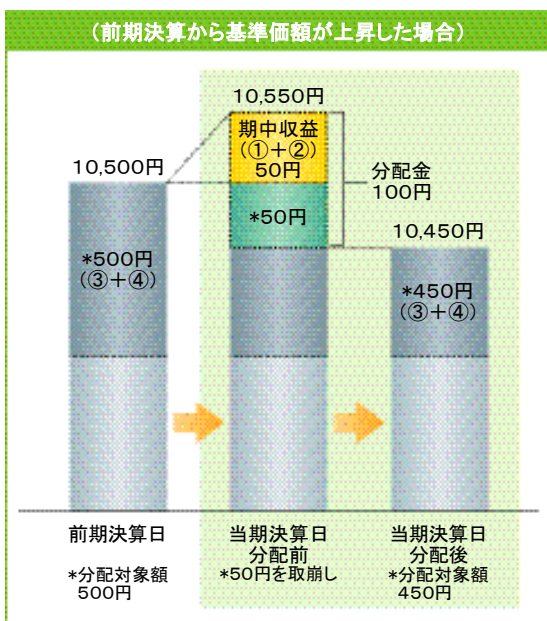 （前期決算から基準価額が上昇した場合）
10,550円
期中収益
（①＋②）
50円
10,500円
分配金
100円
*50円
10,450円
*500円
（③＋④）
*450円
（③＋④）
前期決算日
*分配対象額
500円
当期決算日
分配前
*50円を取崩し
当期決算日
分配後
*分配対象額
450円